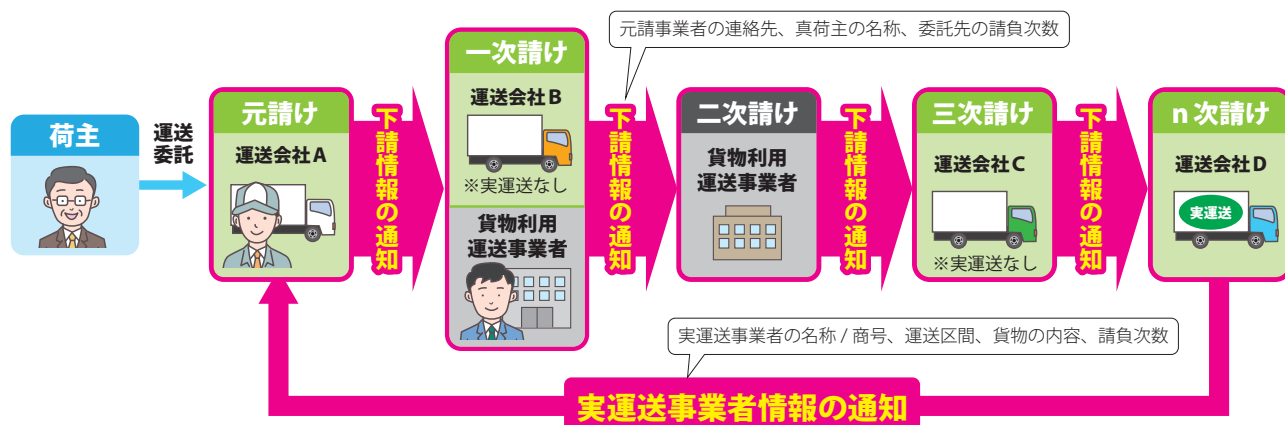 荷主
運送
委託
元請け
運送会社A
下請情報の通知
一次請け
運送会社B
※実運送なし
貨物利用
運送事業者
元請事業者の連絡先、真荷主の名称、委託先の請負次数
下請情報の通知
二次請け
貨物利用
運送事業者
下請情報の通知
三次請け
運送会社C
※実運送なし
下請情報の通知
n次請け
運送会社D
実運送
実運送事業者の名称 / 商号、運送区間、貨物の内容、請負次数
実運送事業者情報の通知